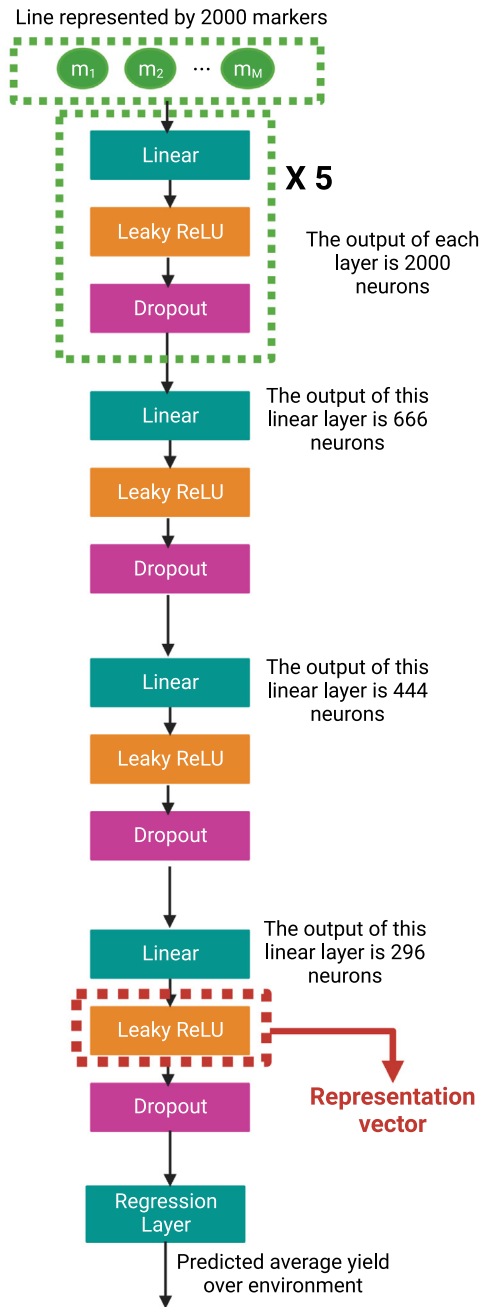 Line represented by 2000 markers
m1 m2 ... mM
Linear
X 5
Leaky ReLU
The output of each
layer is 2000
neurons
Dropout
Linear
The output of this
linear layer is 666
neurons
Leaky ReLU
Dropout
Linear
The output of this
linear layer is 444
neurons
Leaky ReLU
Dropout
Linear
The output of this
linear layer is 296
neurons
Leaky ReLU
Representation
vector
Dropout
Regression
Layer
Predicted average yield
over environment